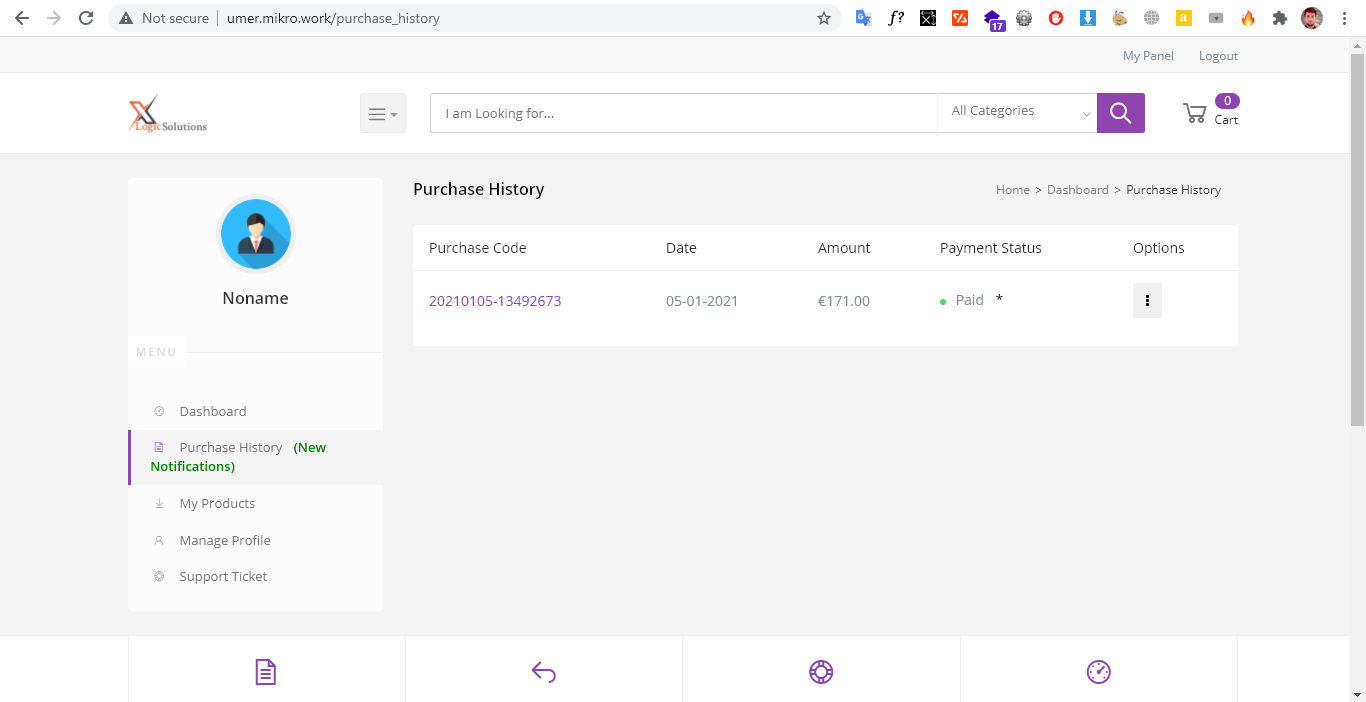 Not secure | umer.mikro.work/purchase_history
f?
17
a
My Panel Logout
X
LogicSolutions
I am Looking for...
All Categories
0
Cart
Noname
MENU
Dashboard
Purchase History (New
Notifications)
My Products
Manage Profile
Support Ticket
Purchase History
Home > Dashboard > Purchase History
Purchase Code Date Amount Payment Status Options
20210105-13492673 05-01-2021 €171.00 Paid *